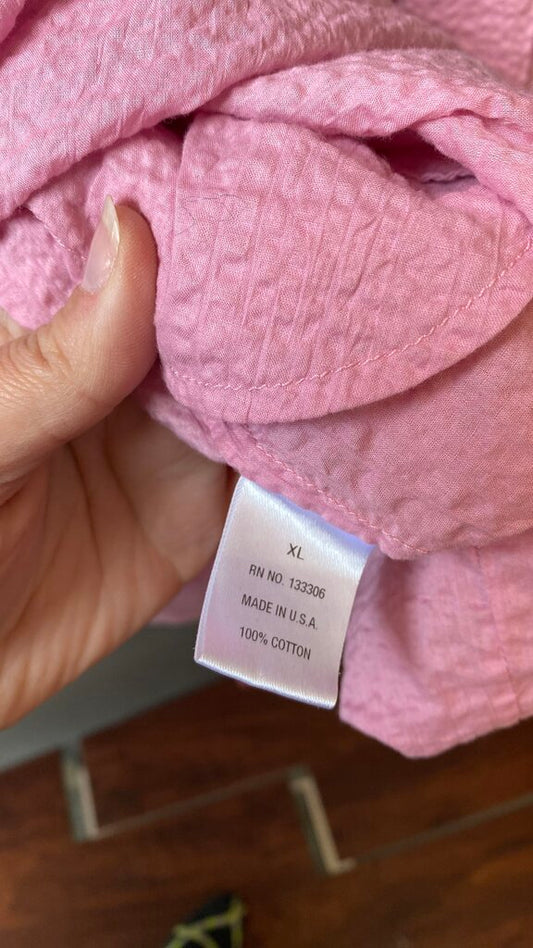 XL
RN NO. 133306
MADE IN U.S.A.
100% COTTON